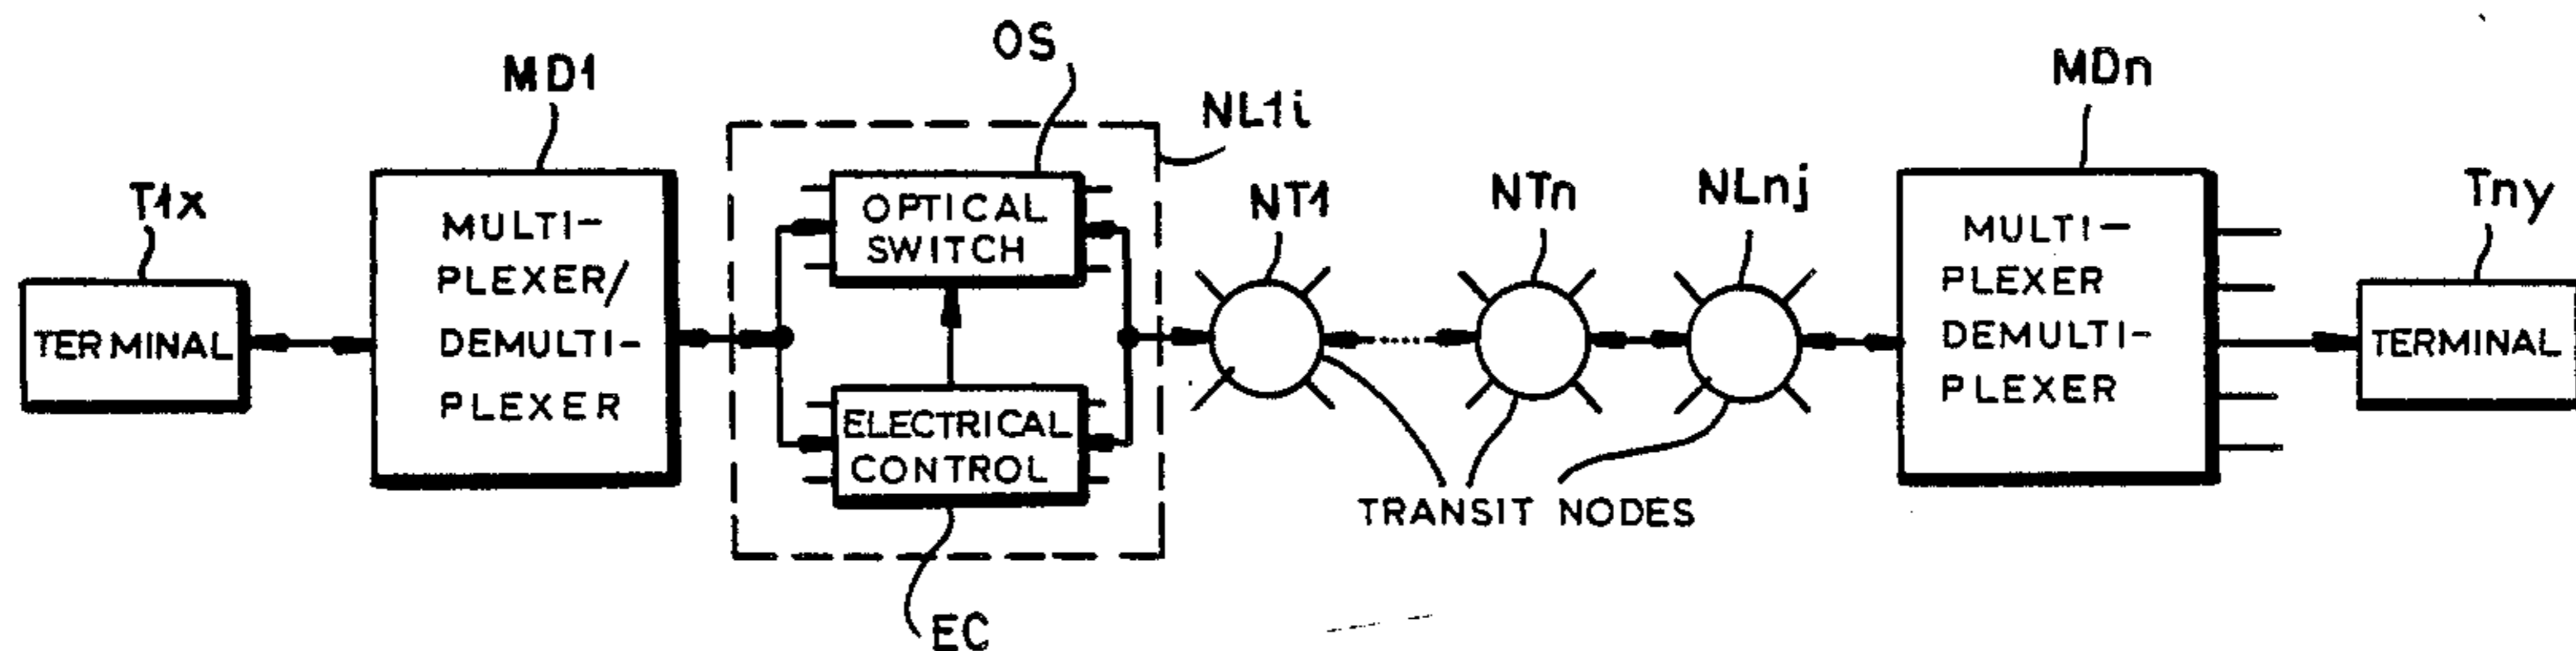 OS
MD1
MDn
NL1i
T1x
NT1
NTn
NLnj
Tny
TERMINAL
MULTI-
PLEXER/
DEMULTI-
PLEXER
OPTICAL
SWITCH
ELECTRICAL
CONTROL
EC
TRANSIT NODES
MULTI-
PLEXER
DEMULTI-
PLEXER
TERMINAL